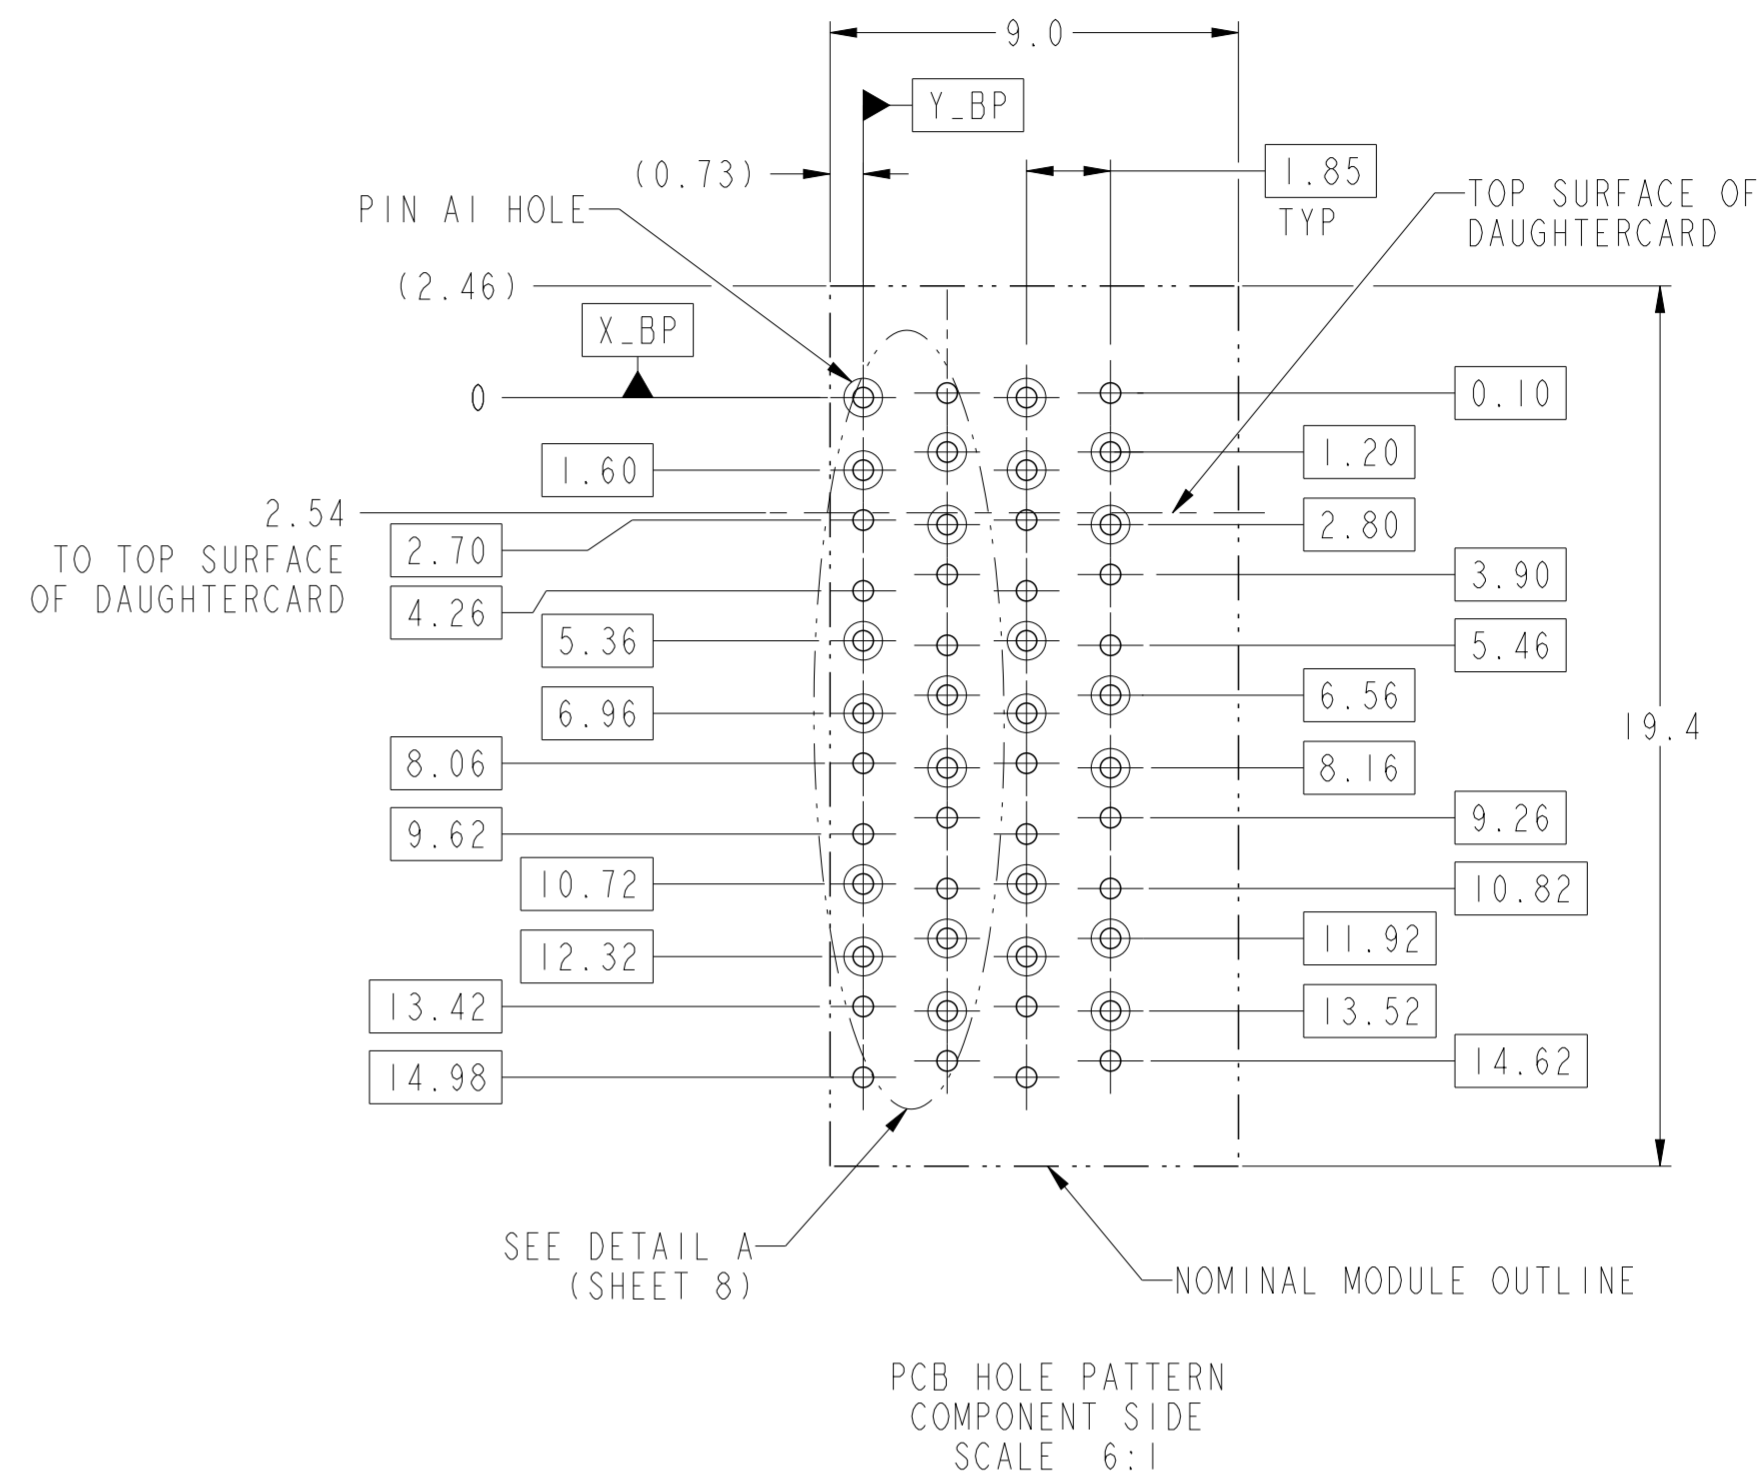 9.0
Y_BP
(0.73)
1.85
TYP
PIN A1 HOLE
TOP SURFACE OF
DAUGHTERCARD
(2.46)
X_BP
0
0.10
1.20
1.60
2.54
TO TOP SURFACE
OF DAUGHTERCARD
2.70
2.80
3.90
4.26
5.36
5.46
6.56
6.96
19.4
8.06
8.16
9.26
9.62
10.72
10.82
11.92
12.32
13.42
13.52
14.62
14.98
SEE DETAIL A
(SHEET 8)
NOMINAL MODULE OUTLINE
PCB HOLE PATTERN
COMPONENT SIDE
SCALE 6:1